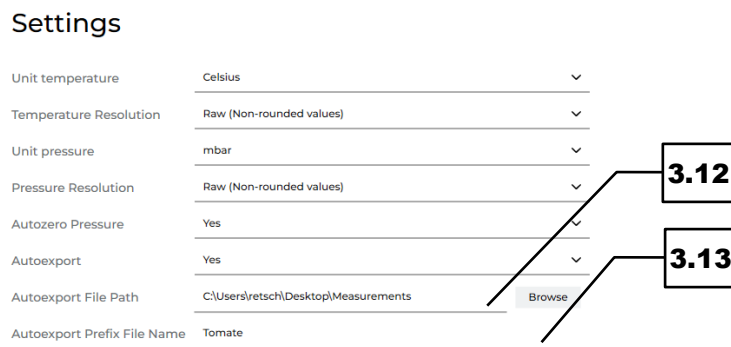 Settings
Unit temperature Celsius
Temperature Resolution Raw (Non-rounded values)
Unit pressure mbar
3.12
Pressure Resolution Raw (Non-rounded values)
Autozero Pressure Yes
Autoexport Yes
3.13
Autoexport File Path C:\Users\retsch\Desktop\Measurements Browse
Autoexport Prefix File Name Tomate